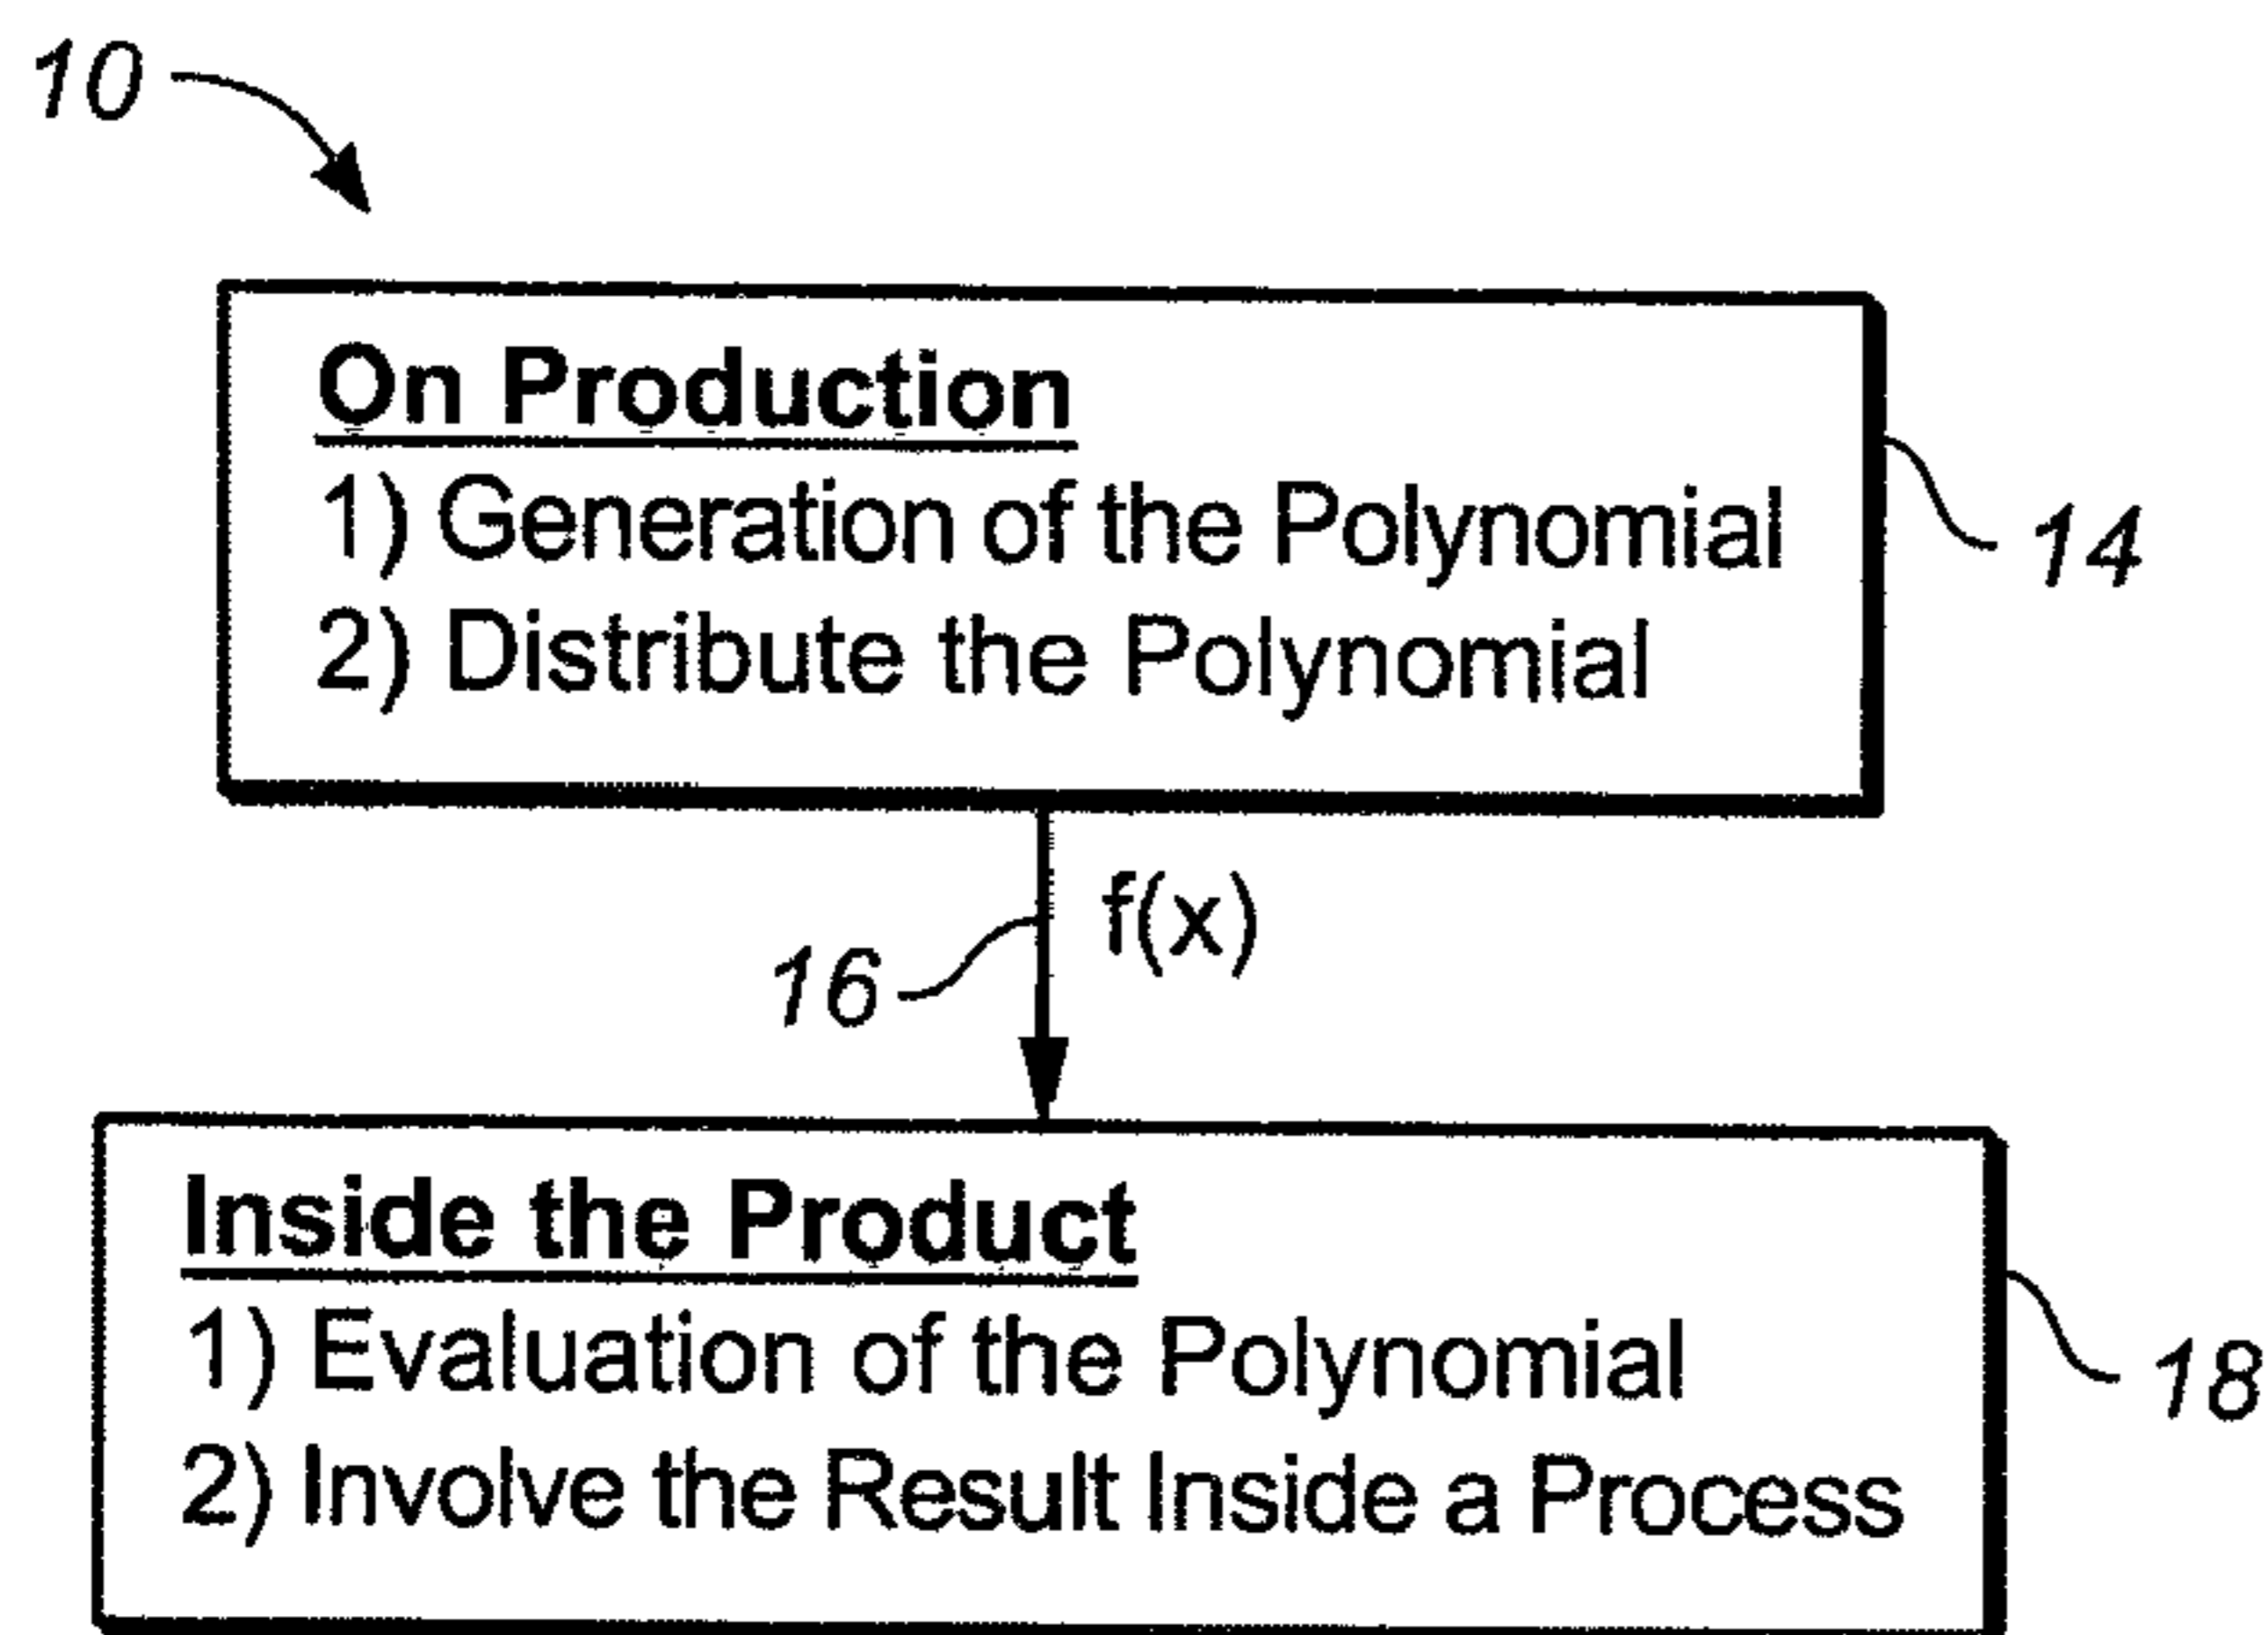 10
On Production
1) Generation of the Polynomial
2) Distribute the Polynomial
14
f(x)
16
Inside the Product
1) Evaluation of the Polynomial
2) Involve the Result Inside a Process
18